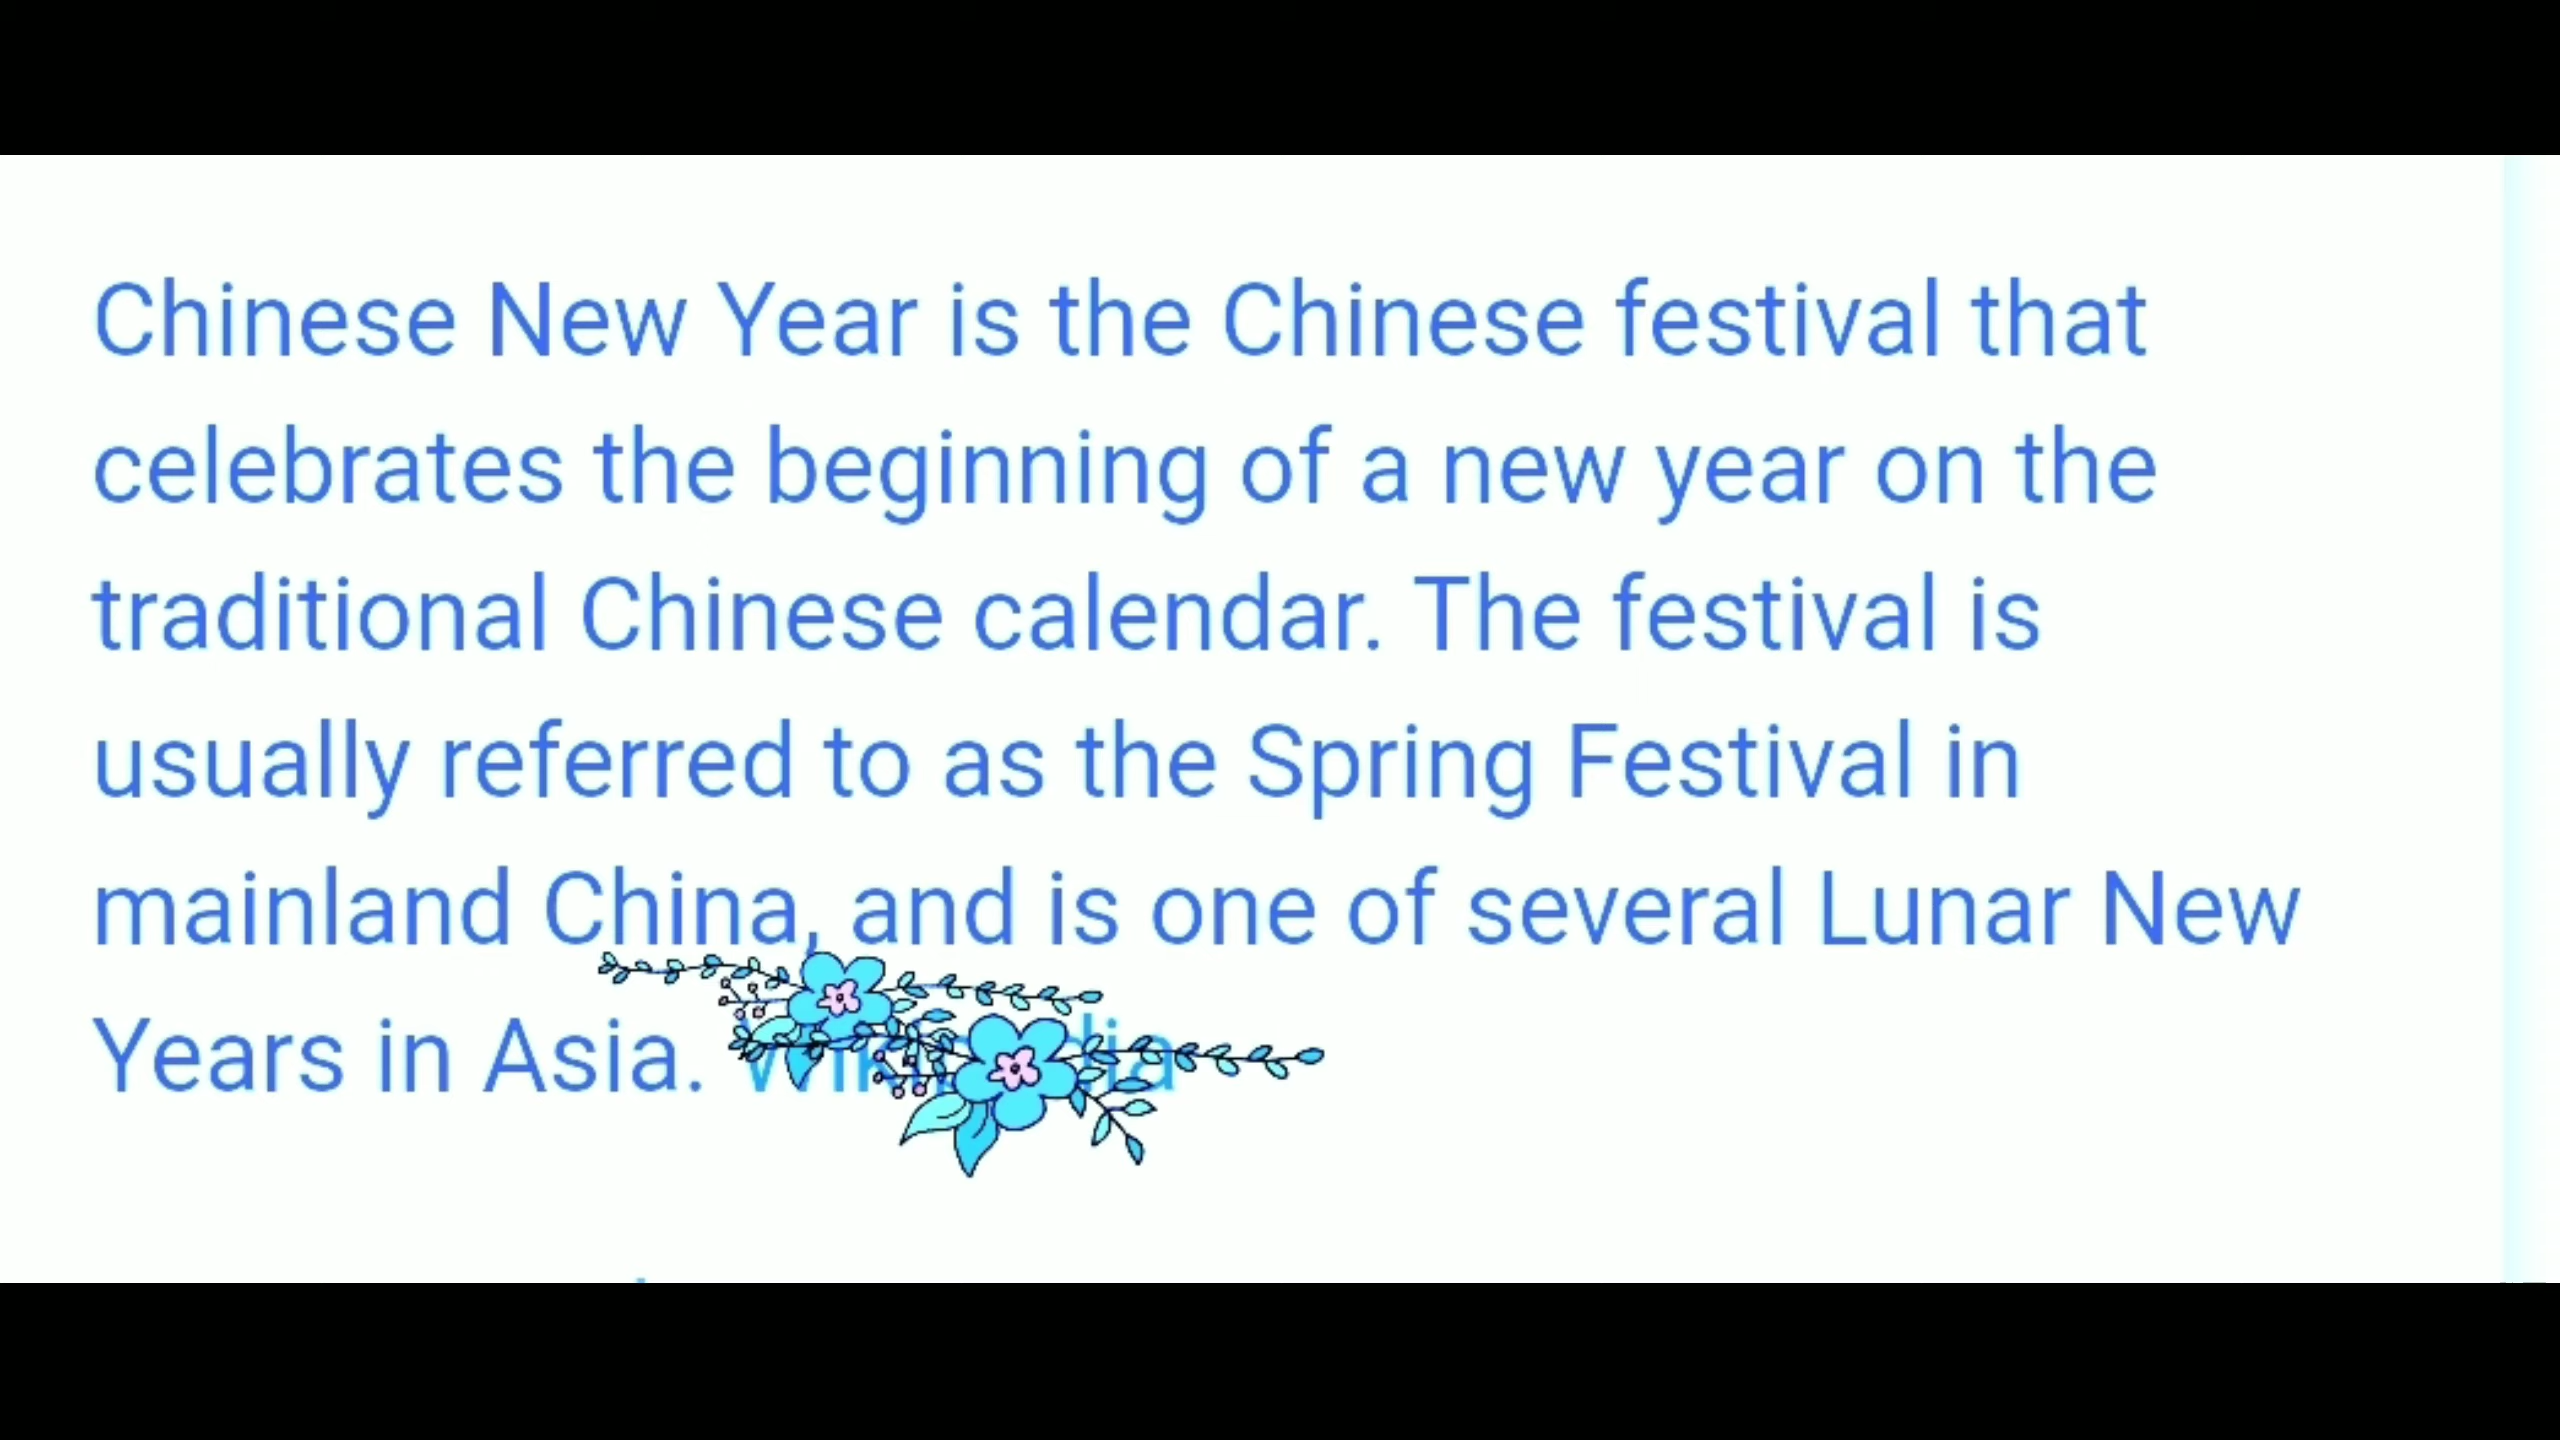 Chinese New Year is the Chinese festival that
celebrates the beginning of a new year on the
traditional Chinese calendar. The festival is
usually referred to as the Spring Festival in
mainland China, and is one of several Lunar New
Years in Asia.